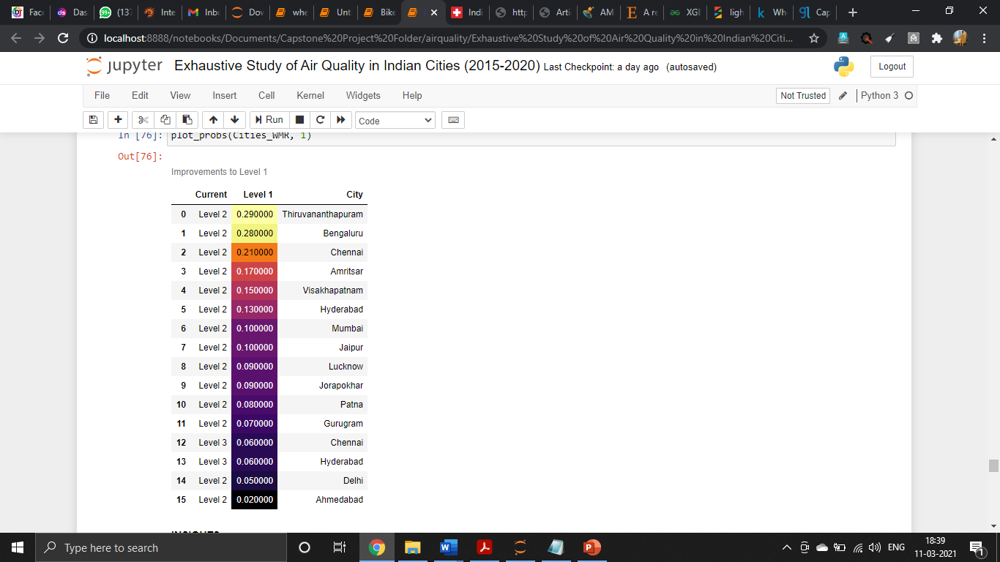 Face
Das
(137
Inte
Inb
Dov
whe
Unt
Bike
Indi
http
Arti
AM
A re
XGE
ligh
Wh
Cap
localhost:8888/notebooks/Documents/Capstone%20Project%20Folder/airquality/Exhaustive%20Study%20of%20Air%20Quality%20in%20Indian%20Citi...
jupyter Exhaustive Study of Air Quality in Indian Cities (2015-2020) Last Checkpoint: a day ago (autosaved) Logout
File Edit View Insert Cell Kernel Widgets Help Not Trusted Python 3
Run Code
In [76]: plot_probs(Cities_WMR, 1)
Out[76]:
Improvements to Level 1
Current Level 1 City
0 Level 2 0.290000 Thiruvananthapuram
1 Level 2 0.280000 Bengaluru
2 Level 2 0.210000 Chennai
3 Level 2 0.170000 Amritsar
4 Level 2 0.150000 Visakhapatnam
5 Level 2 0.130000 Hyderabad
6 Level 2 0.100000 Mumbai
7 Level 2 0.100000 Jaipur
8 Level 2 0.090000 Lucknow
9 Level 2 0.090000 Jorapokhar
10 Level 2 0.080000 Patna
11 Level 2 0.070000 Gurugram
12 Level 3 0.060000 Chennai
13 Level 3 0.060000 Hyderabad
14 Level 2 0.050000 Delhi
15 Level 2 0.020000 Ahmedabad
Type here to search
ENG
18:39
11-03-2021
1